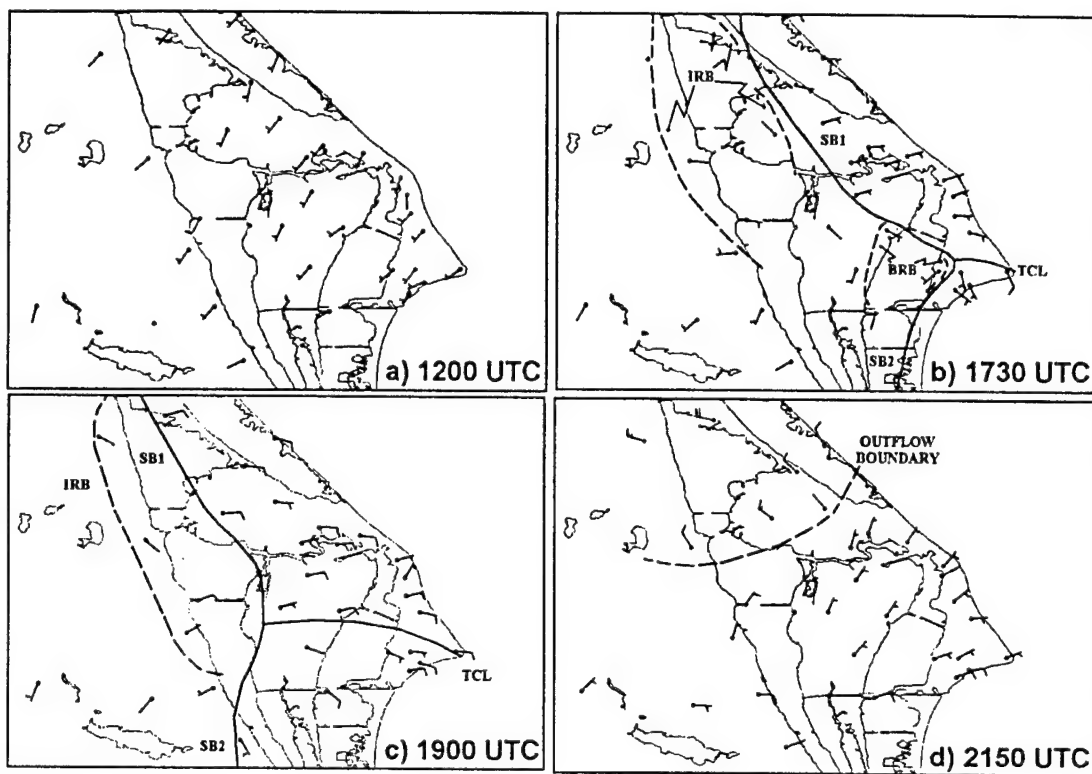 a) 1200 UTC
IRB
SB1
BRB
TCL
SB2
b) 1730 UTC
SB1
IRB
TCL
SB2
c) 1900 UTC
OUTFLOW
BOUNDARY
d) 2150 UTC